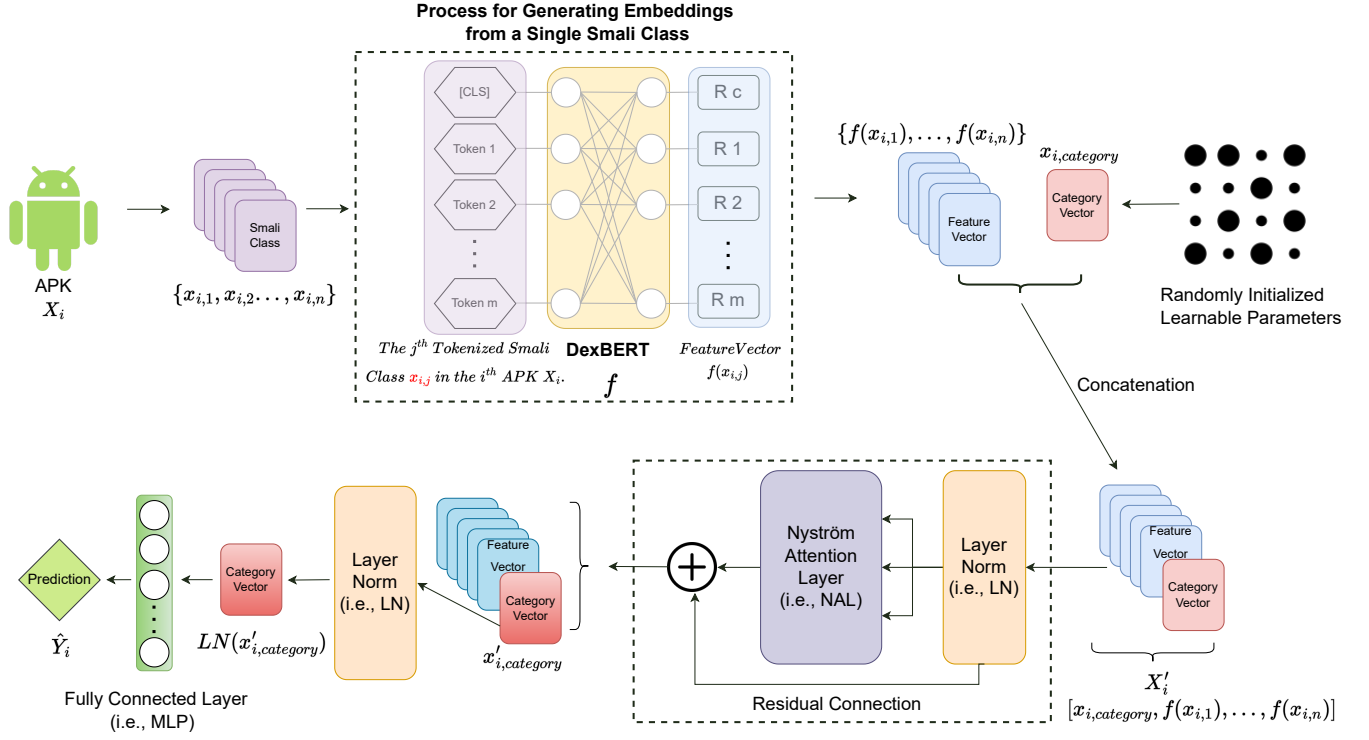 Process for Generating Embeddings
from a Single Smali Class
APK
X_i
Smali
Class
{x_{i,1}, x_{i,2}..., x_{i,n}}
[CLS]
Token 1
Token 2
Token m
R c
R 1
R 2
R m
The j^{th} Tokenized Smali
Class x_{i,j} in the i^{th} APK X_i.
DexBERT
f
FeatureVector
f(x_{i,j})
{f(x_{i,1}), ..., f(x_{i,n})}
Feature
Vector
x_{i,category}
Category
Vector
Randomly Initialized
Learnable Parameters
Concatenation
Feature
Vector
Category
Vector
X'_i
[x_{i,category}, f(x_{i,1}), ..., f(x_{i,n})]
Layer
Norm
(i.e., LN)
Nyström
Attention
Layer
(i.e., NAL)
Residual Connection
Feature
Vector
Category
Vector
x'_{i,category}
Layer
Norm
(i.e., LN)
Category
Vector
LN(x'_{i,category})
Fully Connected Layer
(i.e., MLP)
Prediction
Ŷ_i